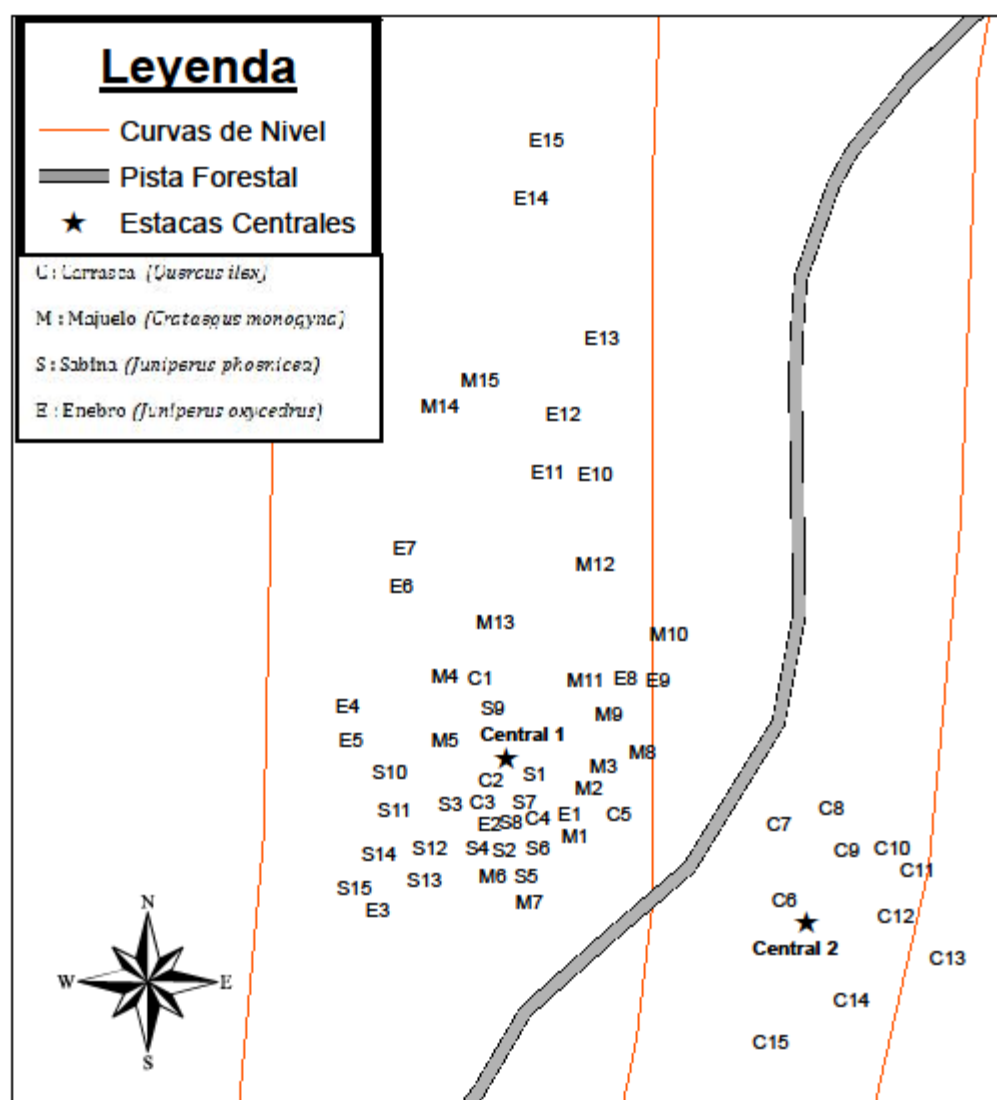 Leyenda
Curvas de Nivel
Pista Forestal
Estacas Centrales
C : Carrasca (Quercus ilex)
M : Majuelo (Crataegus monogyna)
S : Sabina (Juniperus phoenicea)
E : Enebro (Juniperus oxycedrus)
E15
E14
E13
M15
M14
E12
E11 E10
E7
M12
E6
M13
M10
M4 C1 M11 E8 E9
E4 S9 M9
E5 M5 Central 1 M8
S10 C2 S1 M3
M2
S11 S3 C3 S7 C8
E2 S8 C4 E1 C5 C7
M1
S14 S12 S4 S2 S6 C9 C10
S15 S13 M6 S5 C11
E3 M7 C6
C12
Central 2
C13
C14
C15
N
W E
S